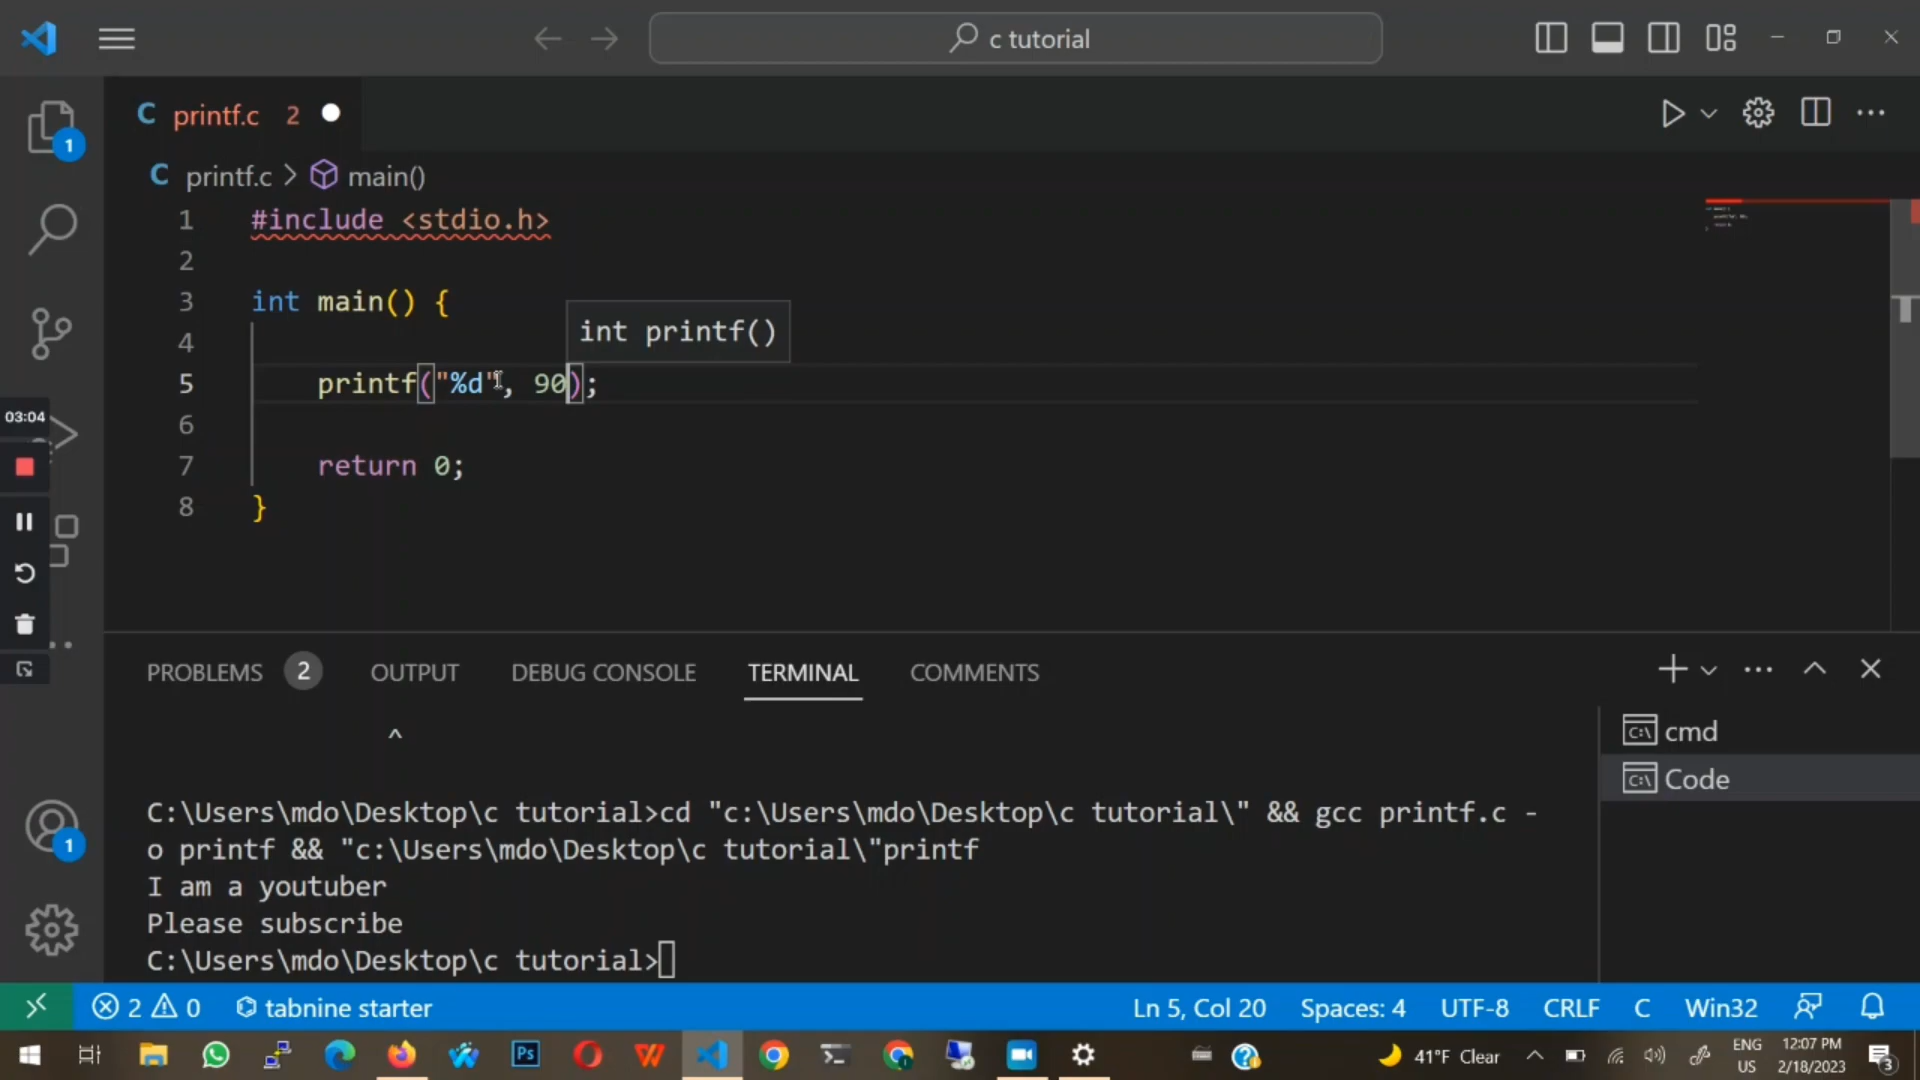 c tutorial
C printf.c 2
C printf.c > main()
1 #include <stdio.h>
2
3 int main() {
int printf()
4
5 printf("%d", 90);
6
7 return 0;
8 }
03:04
1
PROBLEMS 2 OUTPUT DEBUG CONSOLE TERMINAL COMMENTS
^
cmd
Code
C:\Users\mdo\Desktop\c tutorial>cd "c:\Users\mdo\Desktop\c tutorial\" && gcc printf.c -
o printf && "c:\Users\mdo\Desktop\c tutorial\"printf
I am a youtuber
Please subscribe
C:\Users\mdo\Desktop\c tutorial>
1
2 0 tabnine starter Ln 5, Col 20 Spaces: 4 UTF-8 CRLF C Win32
Ps
41°F Clear ENG US 12:07 PM 2/18/2023 3